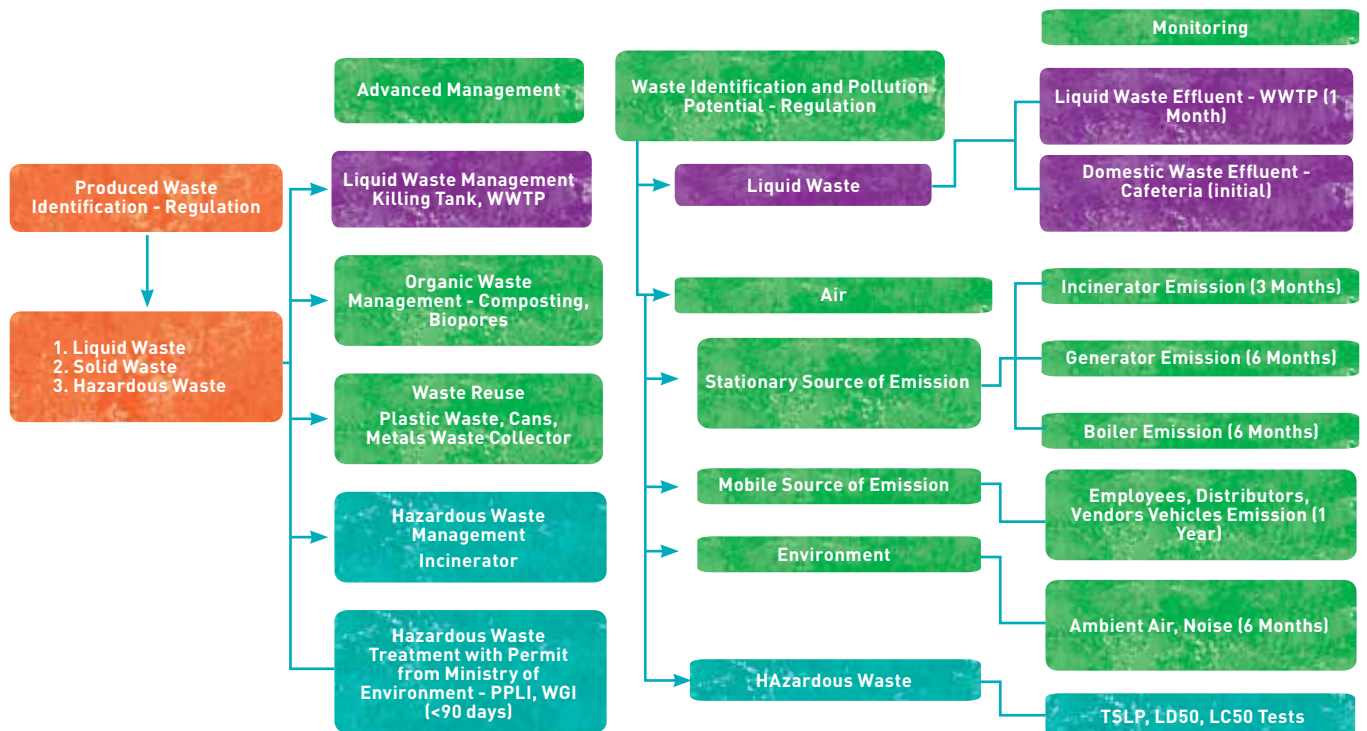 Produced Waste
Identification - Regulation
1. Liquid Waste
2. Solid Waste
3. Hazardous Waste
Advanced Management
Liquid Waste Management
Killing Tank, WWTP
Organic Waste
Management - Composting,
Biopores
Waste Reuse
Plastic Waste, Cans,
Metals Waste Collector
Hazardous Waste
Management
Incinerator
Hazardous Waste
Treatment with Permit
from Ministry of
Environment - PPLI, WGI
(<90 days)
Waste Identification and Pollution
Potential - Regulation
Liquid Waste
Air
Stationary Source of Emission
Mobile Source of Emission
Environment
HAzardous Waste
Monitoring
Liquid Waste Effluent - WWTP (1
Month)
Domestic Waste Effluent -
Cafeteria (initial)
Incinerator Emission (3 Months)
Generator Emission (6 Months)
Boiler Emission (6 Months)
Employees, Distributors,
Vendors Vehicles Emission (1
Year)
Ambient Air, Noise (6 Months)
TSLP, LD50, LC50 Tests